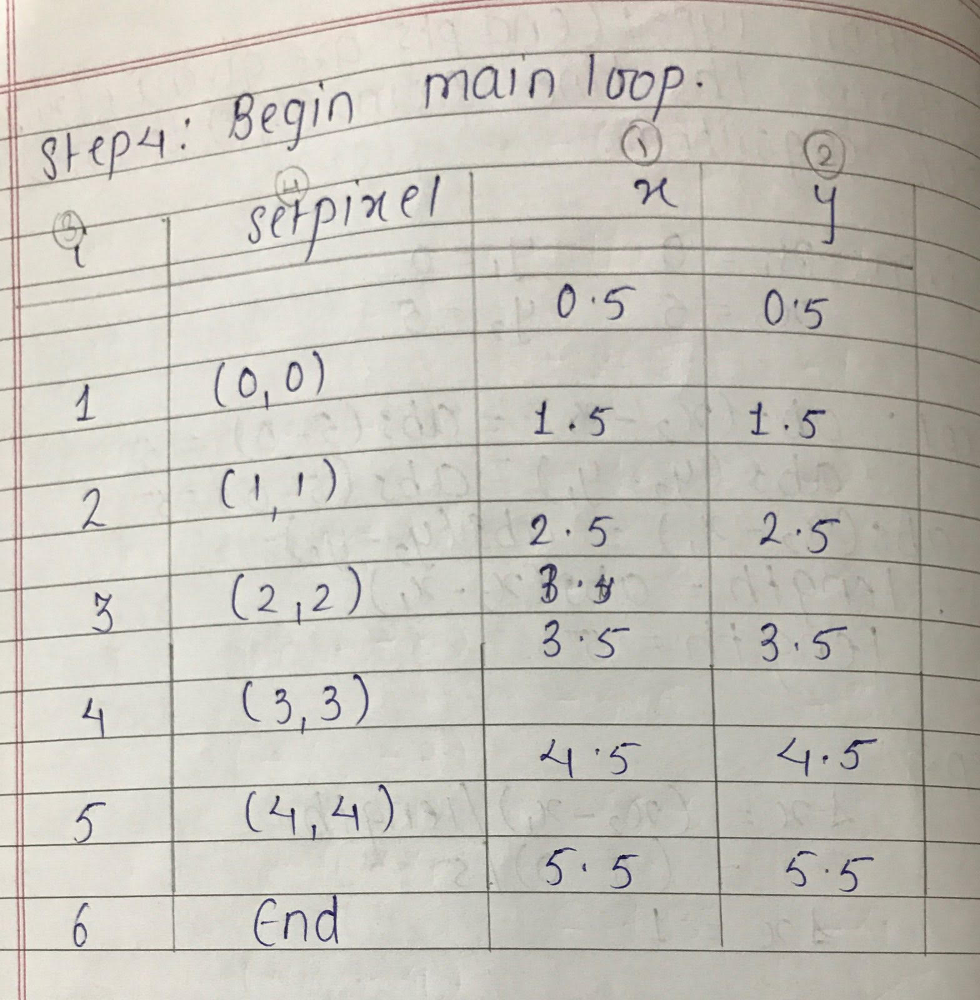 Step 4: Begin main loop.
③ ④ ① ②
i setpixel x y
0.5 0.5
1 (0,0)
1.5 1.5
2 (1,1)
2.5 2.5
3 (2,2)
3.5 3.5
4 (3,3)
4.5 4.5
5 (4,4)
5.5 5.5
6 End